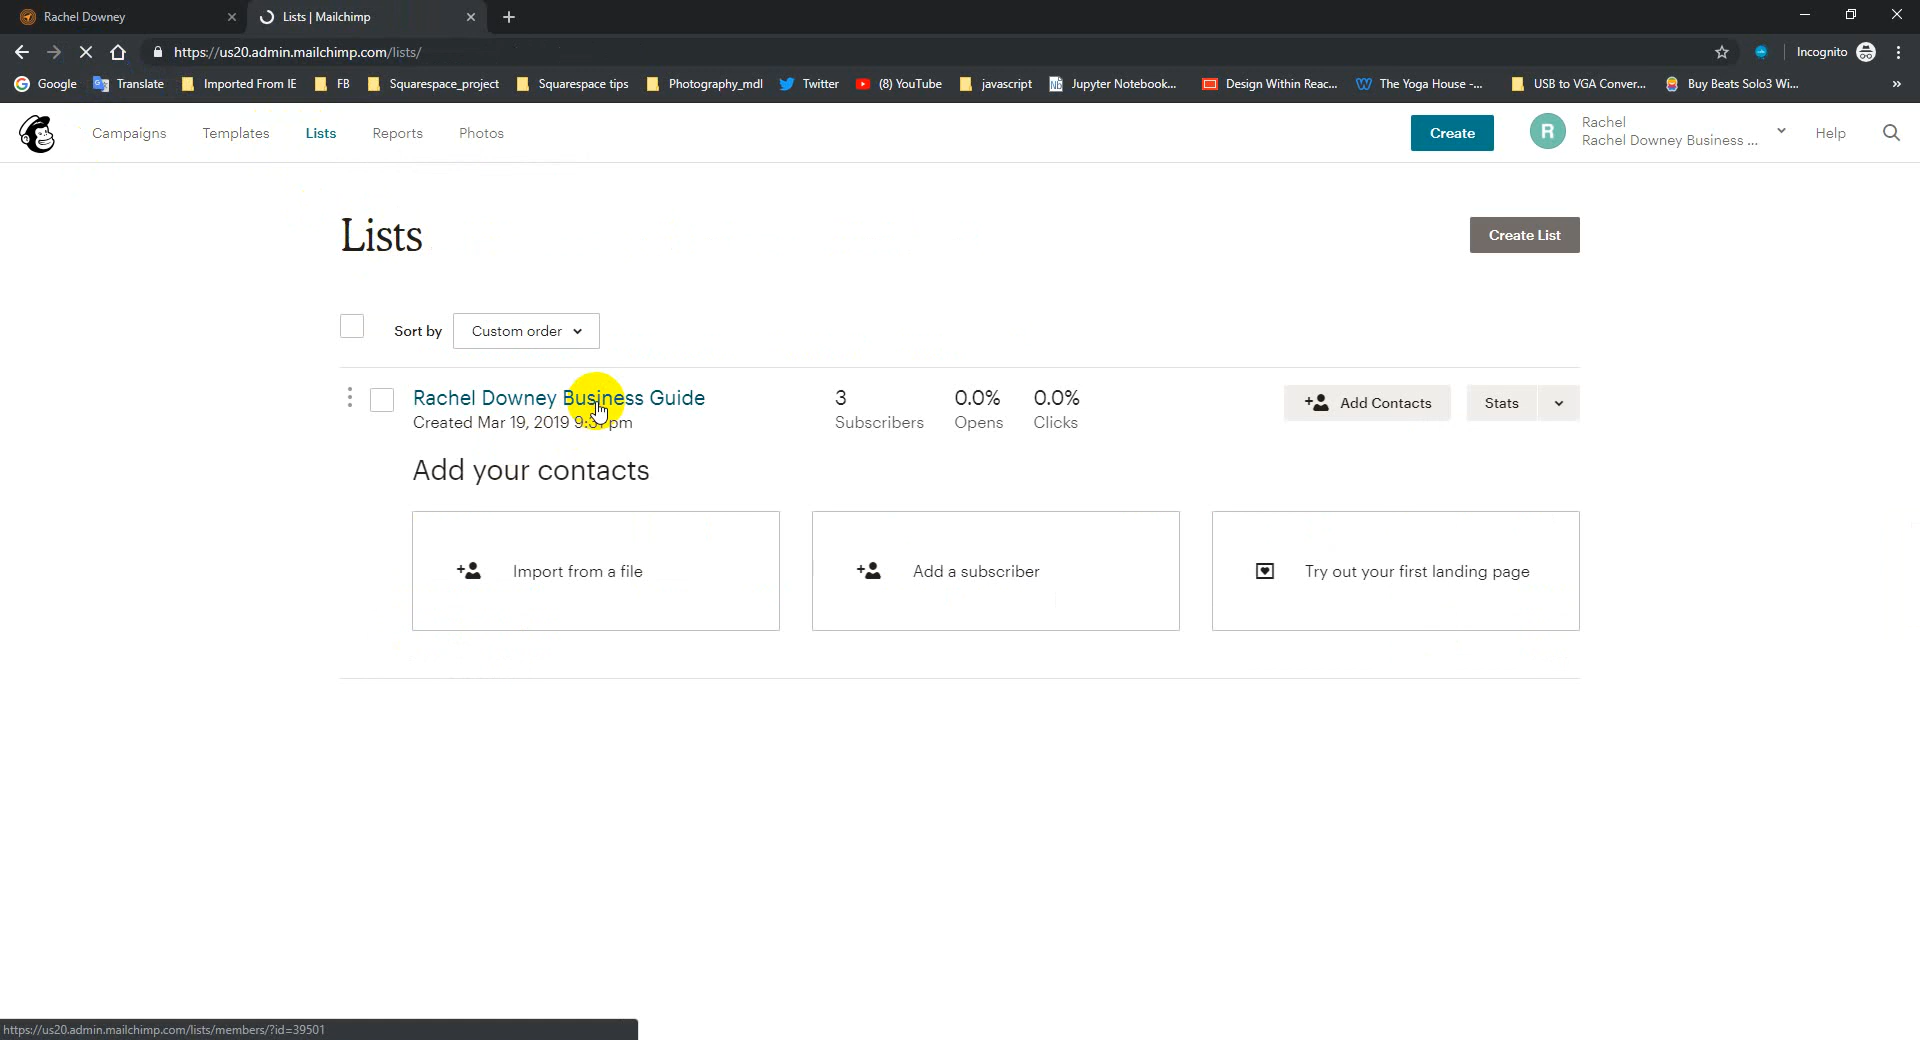 Rachel Downey
Lists | Mailchimp
https://us20.admin.mailchimp.com/lists/
Incognito
Google
Translate
Imported From IE
FB
Squarespace_project
Squarespace tips
Photography_mdl
Twitter
(8) YouTube
javascript
Jupyter Notebook...
Design Within Reac...
The Yoga House -...
USB to VGA Conver...
Buy Beats Solo3 Wi...
»
Campaigns
Templates
Lists
Reports
Photos
Create
R
Rachel
Rachel Downey Business ...
Help
Lists
Create List
Sort by
Custom order
Rachel Downey Business Guide
3
0.0%
0.0%
Add Contacts
Stats
Created Mar 19, 2019 pm
Subscribers
Opens
Clicks
Add your contacts
Import from a file
Add a subscriber
Try out your first landing page
https://us20.admin.mailchimp.com/lists/members/?id=39501